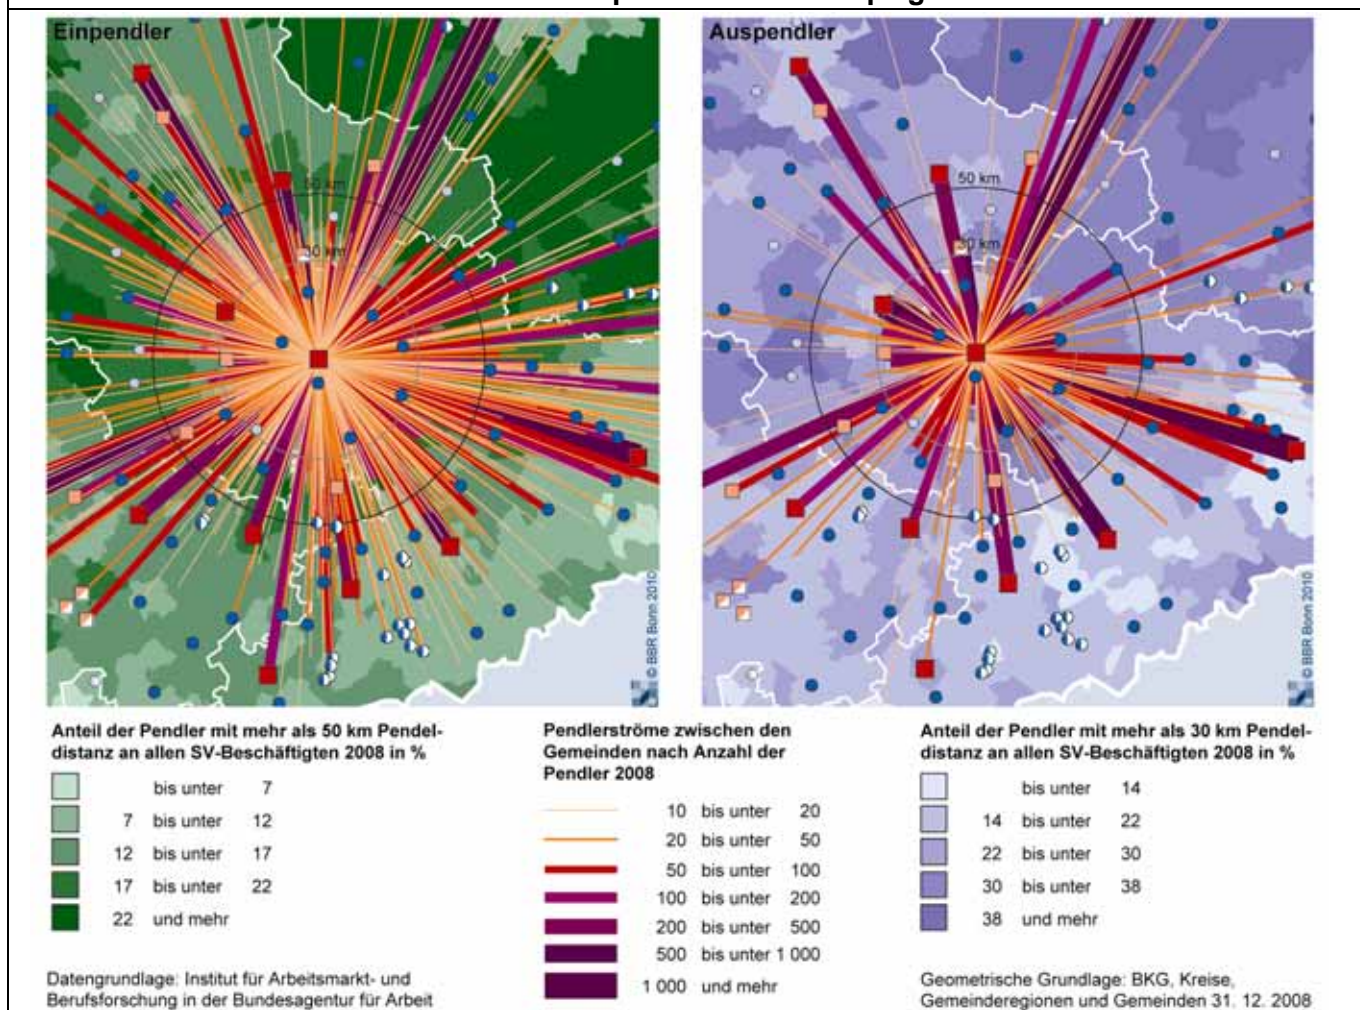 Einpendler
50 km
30 km
© BBR Bonn 2010
Auspendler
50 km
30 km
© BBR Bonn 2010
Anteil der Pendler mit mehr als 50 km Pendel-
distanz an allen SV-Beschäftigten 2008 in %
bis unter 7
7 bis unter 12
12 bis unter 17
17 bis unter 22
22 und mehr
Datengrundlage: Institut für Arbeitsmarkt- und
Berufsforschung in der Bundesagentur für Arbeit
Pendlerströme zwischen den
Gemeinden nach Anzahl der
Pendler 2008
10 bis unter 20
20 bis unter 50
50 bis unter 100
100 bis unter 200
200 bis unter 500
500 bis unter 1 000
1 000 und mehr
Anteil der Pendler mit mehr als 30 km Pendel-
distanz an allen SV-Beschäftigten 2008 in %
bis unter 14
14 bis unter 22
22 bis unter 30
30 bis unter 38
38 und mehr
Geometrische Grundlage: BKG, Kreise,
Gemeinderegionen und Gemeinden 31. 12. 2008